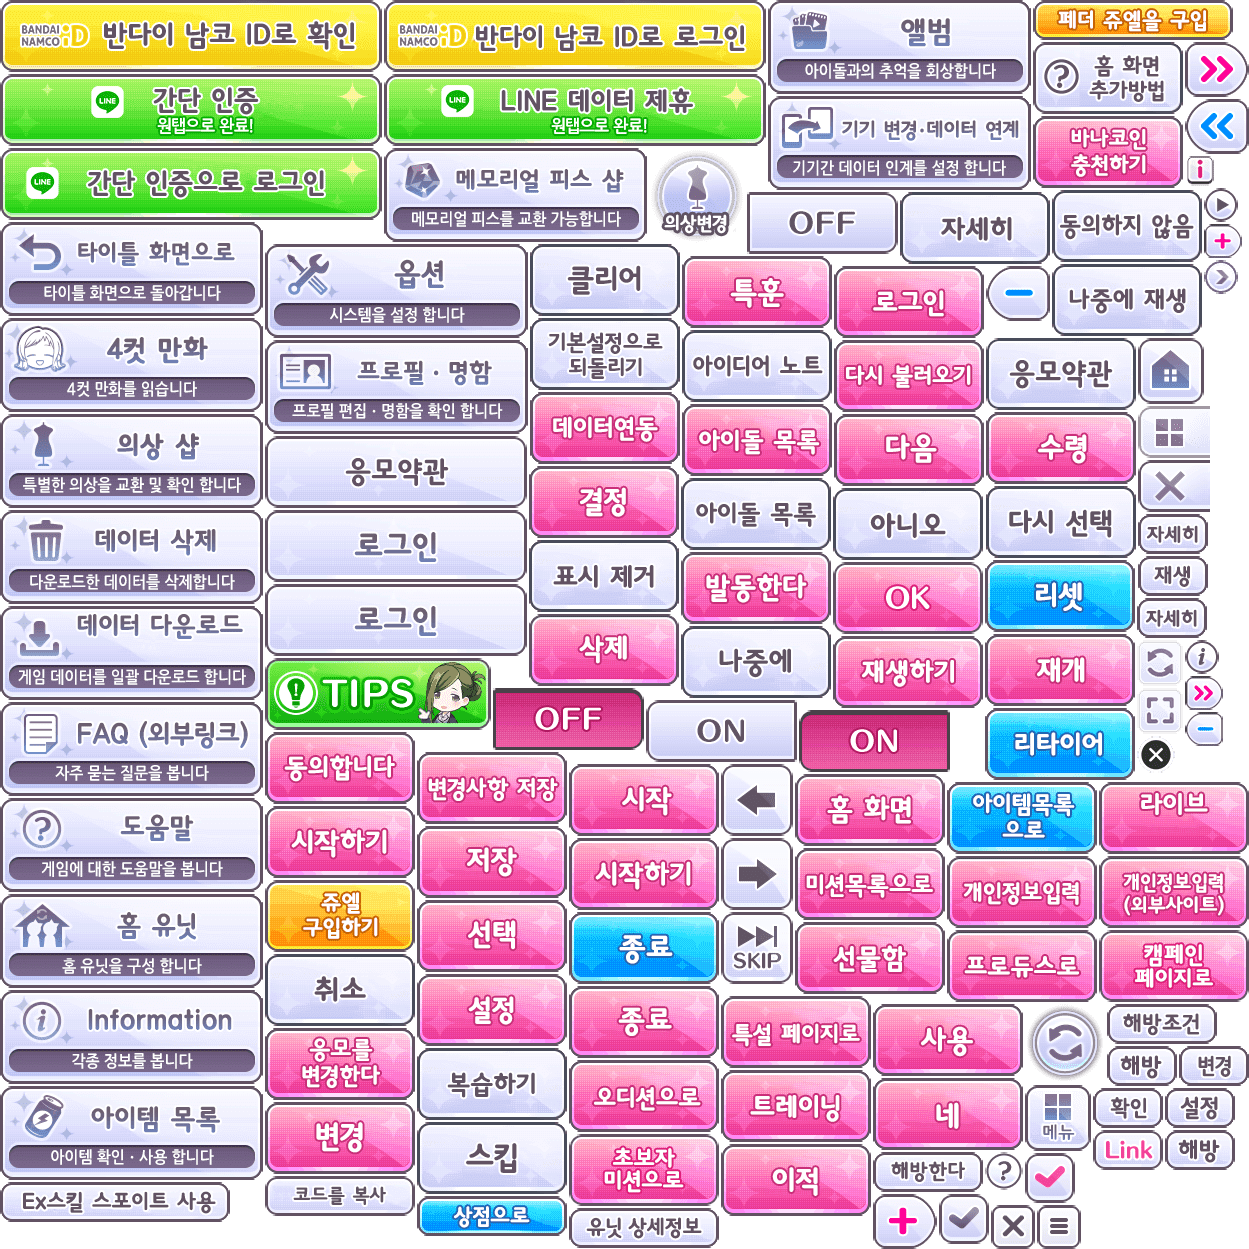 BANDAI NAMCO iD 반다이 남코 ID로 확인
BANDAI NAMCO iD 반다이 남코 ID로 로그인
앨범
아이돌과의 추억을 회상합니다
페더 쥬엘을 구입
홈 화면
추가방법
LINE 간단 인증
원탭으로 완료!
LINE LINE 데이터 제휴
원탭으로 완료!
기기 변경·데이터 연계
기기간 데이터 인계를 설정 합니다
바나코인
충천하기
LINE 간단 인증으로 로그인
메모리얼 피스 샵
메모리얼 피스를 교환 가능합니다
의상변경
OFF
자세히
동의하지 않음
타이틀 화면으로
타이틀 화면으로 돌아갑니다
옵션
시스템을 설정 합니다
클리어
특훈
로그인
나중에 재생
4컷 만화
4컷 만화를 읽습니다
프로필 · 명함
프로필 편집 · 명함을 확인 합니다
기본설정으로
되돌리기
아이디어 노트
다시 불러오기
응모약관
의상 샵
특별한 의상을 교환 및 확인 합니다
응모약관
데이터연동
아이돌 목록
다음
수령
데이터 삭제
다운로드한 데이터를 삭제합니다
로그인
결정
아이돌 목록
아니오
다시 선택
자세히
데이터 다운로드
게임 데이터를 일괄 다운로드 합니다
로그인
표시 제거
발동한다
OK
리셋
재생
자세히
TIPS
삭제
나중에
재생하기
재개
FAQ (외부링크)
자주 묻는 질문을 봅니다
OFF
ON
ON
리타이어
동의합니다
변경사항 저장
시작
홈 화면
아이템목록
으로
라이브
도움말
게임에 대한 도움말을 봅니다
시작하기
저장
시작하기
미션목록으로
개인정보입력
개인정보입력
(외부사이트)
홈 유닛
홈 유닛을 구성 합니다
쥬엘
구입하기
선택
종료
SKIP
선물함
프로듀스로
캠페인
페이지로
Information
각종 정보를 봅니다
취소
설정
종료
특설 페이지로
사용
해방조건
응모를
변경한다
복습하기
오디션으로
트레이닝
네
메뉴
해방
변경
확인
설정
Link
해방
아이템 목록
아이템 확인 · 사용 합니다
변경
스킵
초보자
미션으로
이적
해방한다
Ex스킬 스포이트 사용
코드를 복사
상점으로
유닛 상세정보